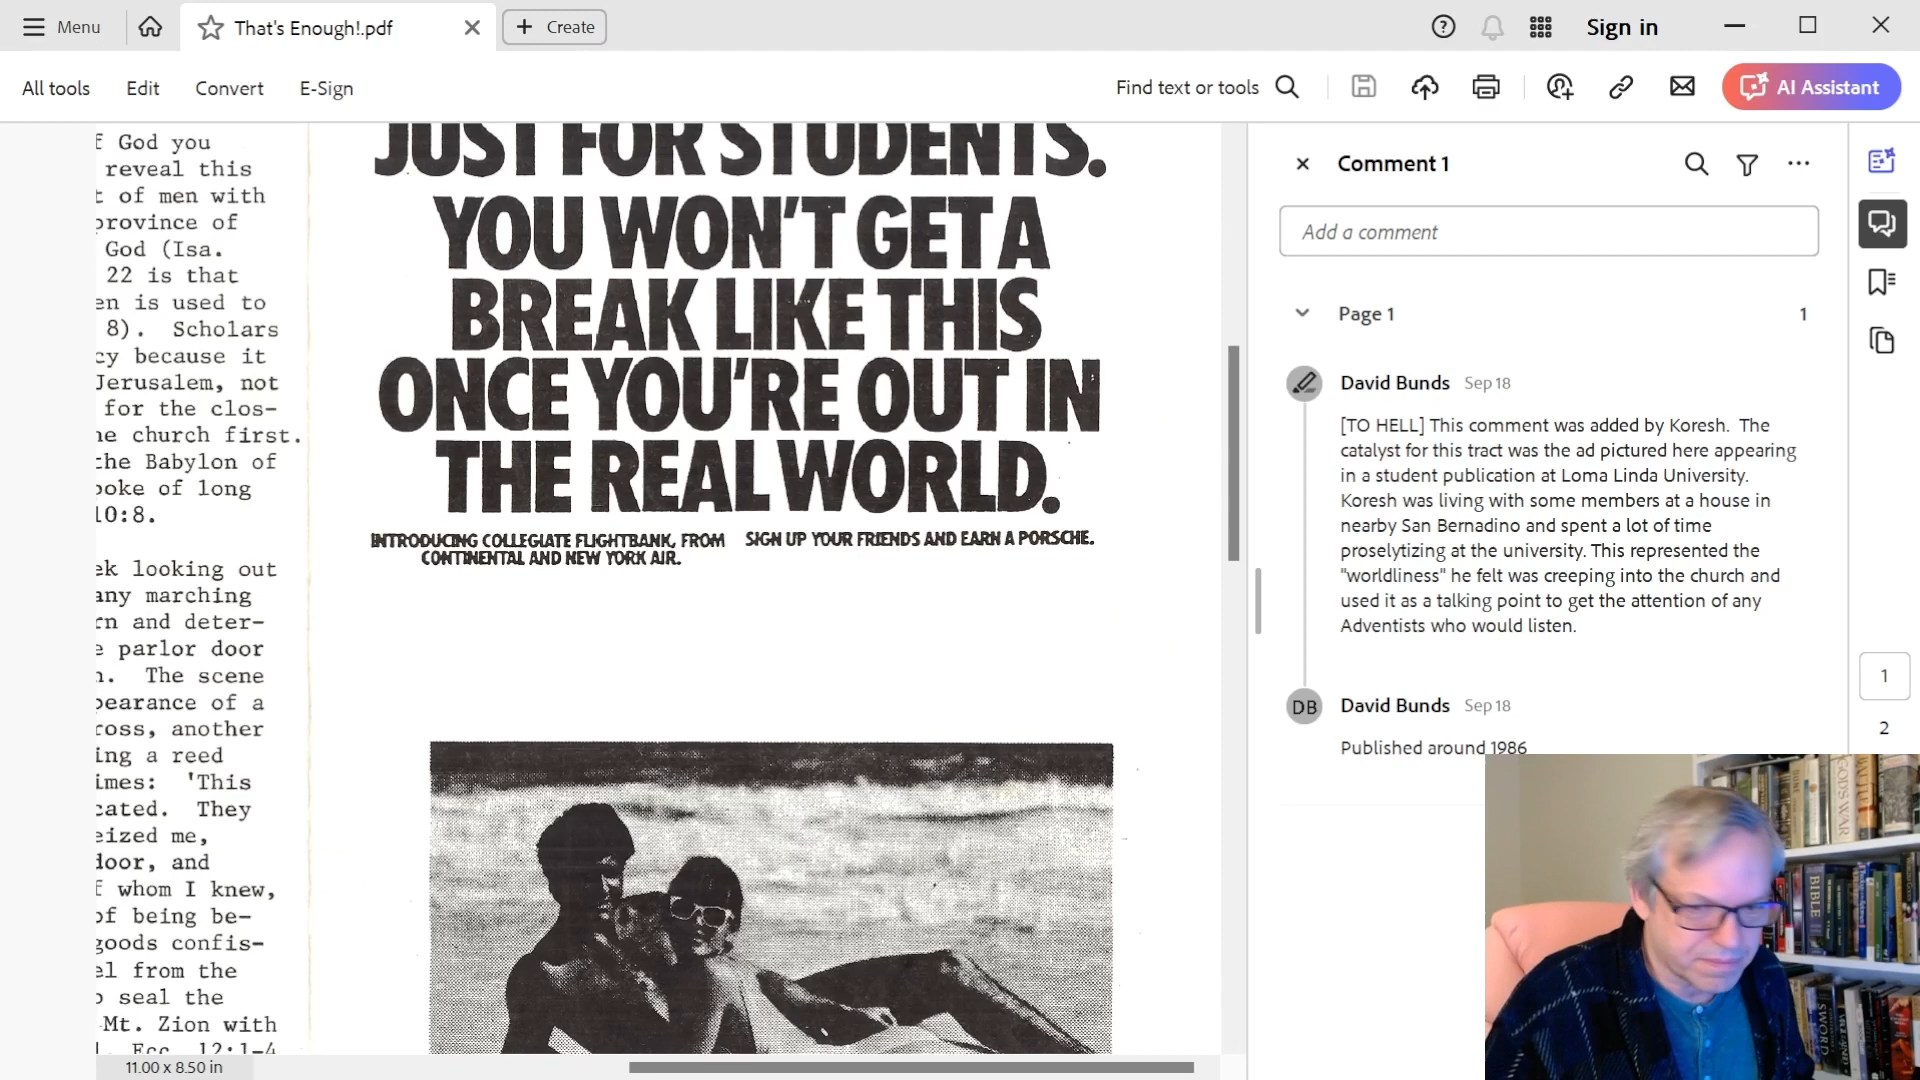 Menu
That's Enough!.pdf
Create
Sign in
All tools
Edit
Convert
E-Sign
Find text or tools
AI Assistant
f God you
reveal this
t of men with
province of
God (Isa.
22 is that
en is used to
8). Scholars
cy because it
Jerusalem, not
for the clos-
he church first.
the Babylon of
poke of long
10:8.
ek looking out
any marching
rn and deter-
e parlor door
n. The scene
pearance of a
ross, another
ing a reed
imes: 'This
cated. They
eized me,
door, and
f whom I knew,
of being be-
goods confis-
el from the
o seal the
Mt. Zion with
Ecc. 12:1-4
11.00 x 8.50 in
JUST FOR STUDENTS.
YOU WON'T GET A
BREAK LIKE THIS
ONCE YOU'RE OUT IN
THE REAL WORLD.
INTRODUCING COLLEGIATE FLIGHTBANK, FROM
CONTINENTAL AND NEW YORK AIR.
SIGN UP YOUR FRIENDS AND EARN A PORSCHE.
Comment 1
Add a comment
Page 1
1
David Bunds Sep 18
[TO HELL] This comment was added by Koresh. The
catalyst for this tract was the ad pictured here appearing
in a student publication at Loma Linda University.
Koresh was living with some members at a house in
nearby San Bernadino and spent a lot of time
proselytizing at the university. This represented the
"worldliness" he felt was creeping into the church and
used it as a talking point to get the attention of any
Adventists who would listen.
DB
David Bunds Sep 18
Published around 1986
1
2
GOD'S WAR
BIBLE
SWORD